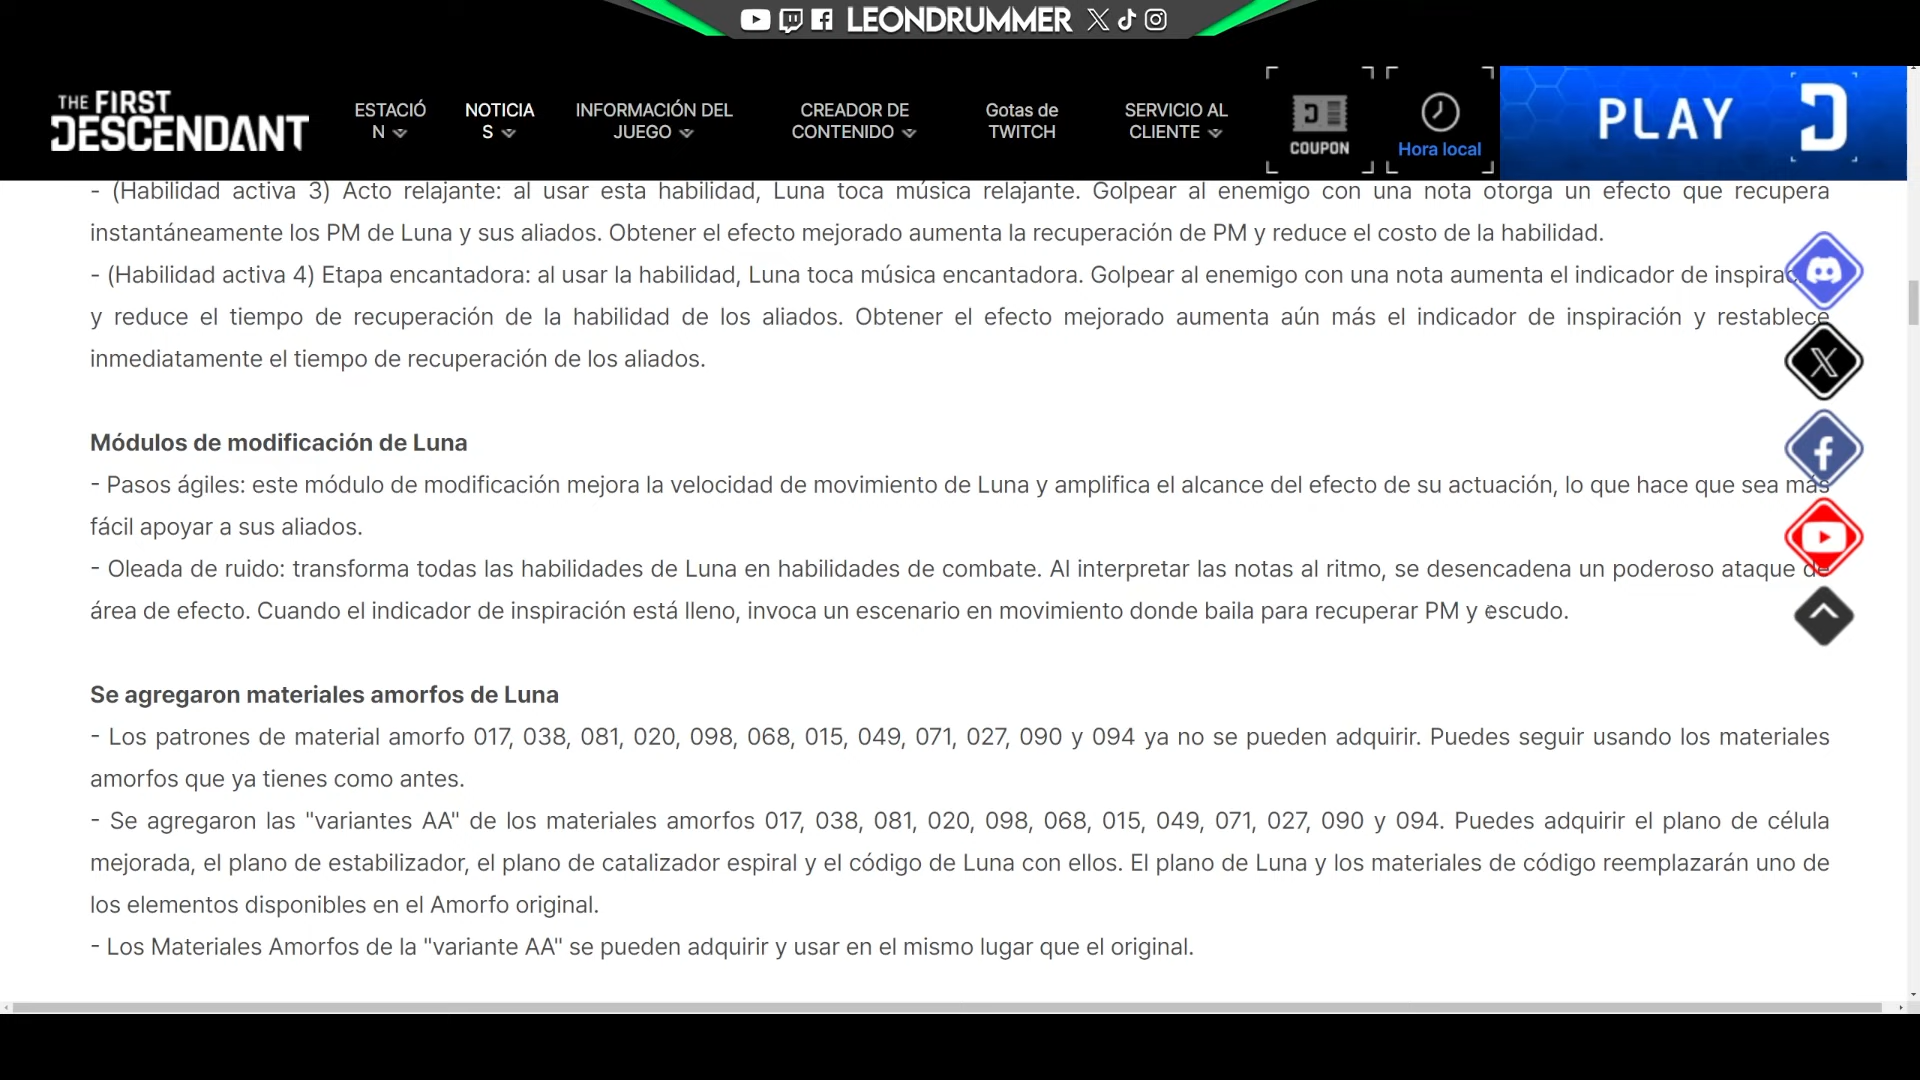 LEONDRUMMER
THE FIRST
DESCENDANT
ESTACIÓ
N
NOTICIA
S
INFORMACIÓN DEL
JUEGO
CREADOR DE
CONTENIDO
Gotas de
TWITCH
SERVICIO AL
CLIENTE
COUPON
Hora local
PLAY
- (Habilidad activa 3) Acto relajante: al usar esta habilidad, Luna toca música relajante. Golpear al enemigo con una nota otorga un efecto que recupera
instantáneamente los PM de Luna y sus aliados. Obtener el efecto mejorado aumenta la recuperación de PM y reduce el costo de la habilidad.
- (Habilidad activa 4) Etapa encantadora: al usar la habilidad, Luna toca música encantadora. Golpear al enemigo con una nota aumenta el indicador de inspirac
y reduce el tiempo de recuperación de la habilidad de los aliados. Obtener el efecto mejorado aumenta aún más el indicador de inspiración y restablece
inmediatamente el tiempo de recuperación de los aliados.
Módulos de modificación de Luna
- Pasos ágiles: este módulo de modificación mejora la velocidad de movimiento de Luna y amplifica el alcance del efecto de su actuación, lo que hace que sea más
fácil apoyar a sus aliados.
- Oleada de ruido: transforma todas las habilidades de Luna en habilidades de combate. Al interpretar las notas al ritmo, se desencadena un poderoso ataque de
área de efecto. Cuando el indicador de inspiración está lleno, invoca un escenario en movimiento donde baila para recuperar PM y escudo.
Se agregaron materiales amorfos de Luna
- Los patrones de material amorfo 017, 038, 081, 020, 098, 068, 015, 049, 071, 027, 090 y 094 ya no se pueden adquirir. Puedes seguir usando los materiales
amorfos que ya tienes como antes.
- Se agregaron las "variantes AA" de los materiales amorfos 017, 038, 081, 020, 098, 068, 015, 049, 071, 027, 090 y 094. Puedes adquirir el plano de célula
mejorada, el plano de estabilizador, el plano de catalizador espiral y el código de Luna con ellos. El plano de Luna y los materiales de código reemplazarán uno de
los elementos disponibles en el Amorfo original.
- Los Materiales Amorfos de la "variante AA" se pueden adquirir y usar en el mismo lugar que el original.